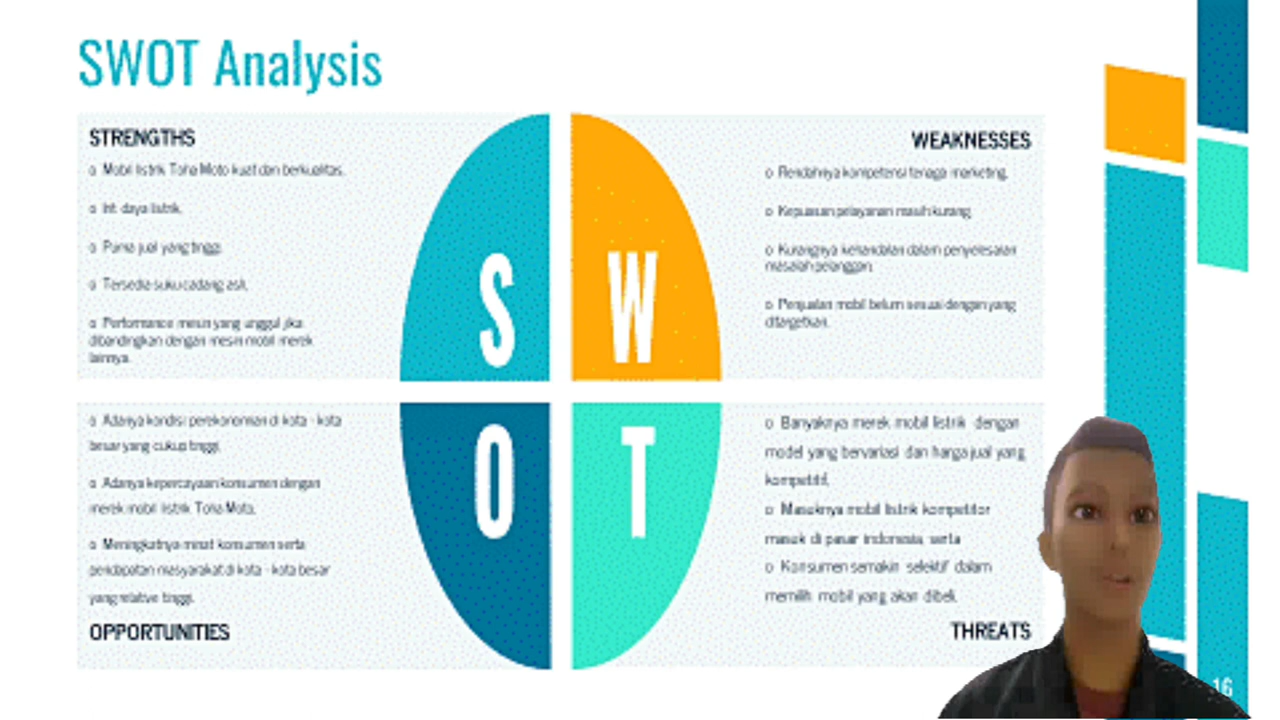 SWOT Analysis
STRENGTHS
o Mobil listrik Toha Moto kuat dan berkualitas.
o Irit daya listrik.
o Purna jual yang tinggi.
o Tersedia suku cadang asli.
o Performance mesin yang unggul jika
dibandingkan dengan mesin mobil merek
lainnya.
WEAKNESSES
o Rendahnya kompetensi tenaga marketing.
o Kepuasan pelayanan masih kurang.
o Kurangnya kehandalan dalam penyelesaian
masalah pelanggan.
o Penjualan mobil belum sesuai dengan yang
ditargetkan.
S
W
O
T
o Adanya kondisi perekonomian di kota - kota
besar yang cukup tinggi.
o Adanya kepercayaan konsumen dengan
merek mobil listrik Toha Moto.
o Meningkatnya minat konsumen serta
pendapatan masyarakat di kota - kota besar
yang relative tinggi.
OPPORTUNITIES
o Banyaknya merek mobil listrik dengan
model yang bervariasi dan harga jual yang
kompetitif,
o Masuknya mobil listrik kompetitor
masuk di pasar indonesia, serta
o Konsumen semakin selektif dalam
memilih mobil yang akan dibeli.
THREATS
16